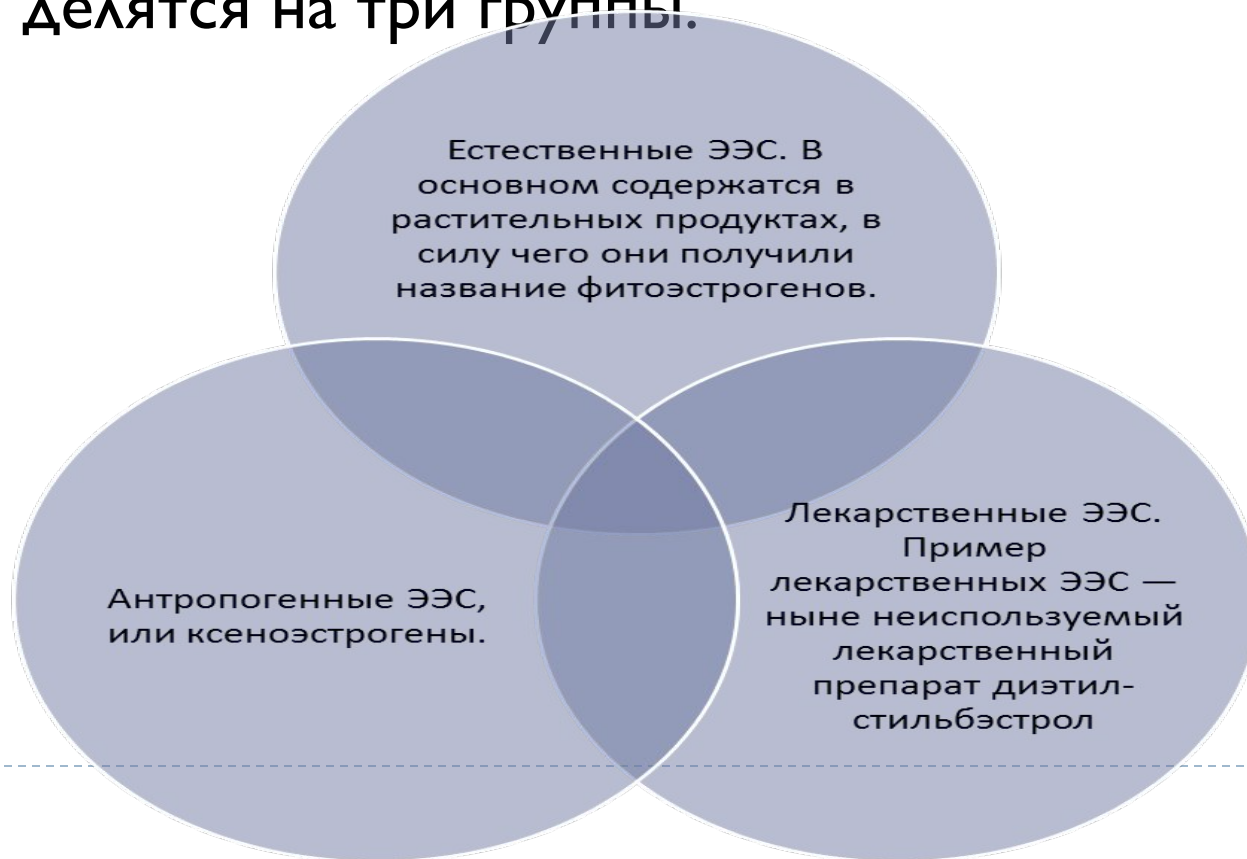 делятся на три группы.
Естественные ЭЭС. В
основном содержатся в
растительных продуктах, в
силу чего они получили
название фитоэстрогенов.
Антропогенные ЭЭС,
или ксеноэстрогены.
Лекарственные ЭЭС.
Пример
лекарственных ЭЭС —
ныне неиспользуемый
лекарственный
препарат диэтил-
стильбэстрол